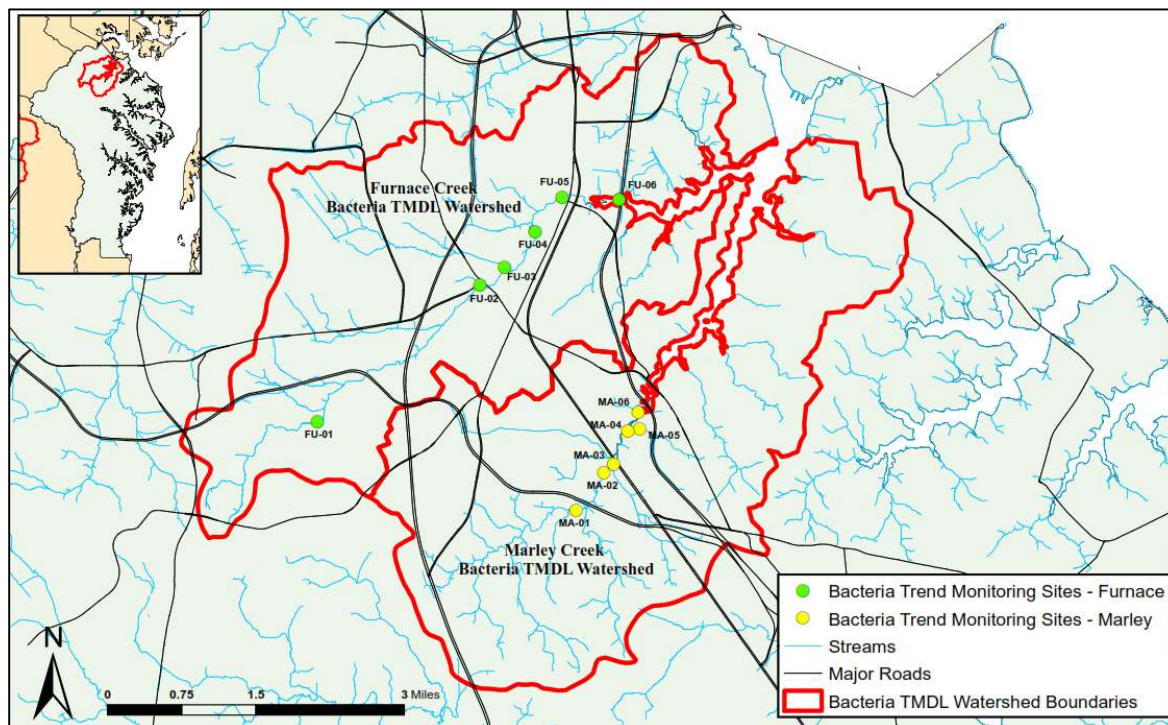 Furnace Creek
Bacteria TMDL Watershed
FU-05
FU-06
FU-04
FU-03
FU-02
FU-01
MA-06
MA-04
MA-05
MA-03
MA-02
MA-01
Marley Creek
Bacteria TMDL Watershed
N
0 0.75 1.5 3 Miles
Bacteria Trend Monitoring Sites - Furnace
Bacteria Trend Monitoring Sites - Marley
Streams
Major Roads
Bacteria TMDL Watershed Boundaries